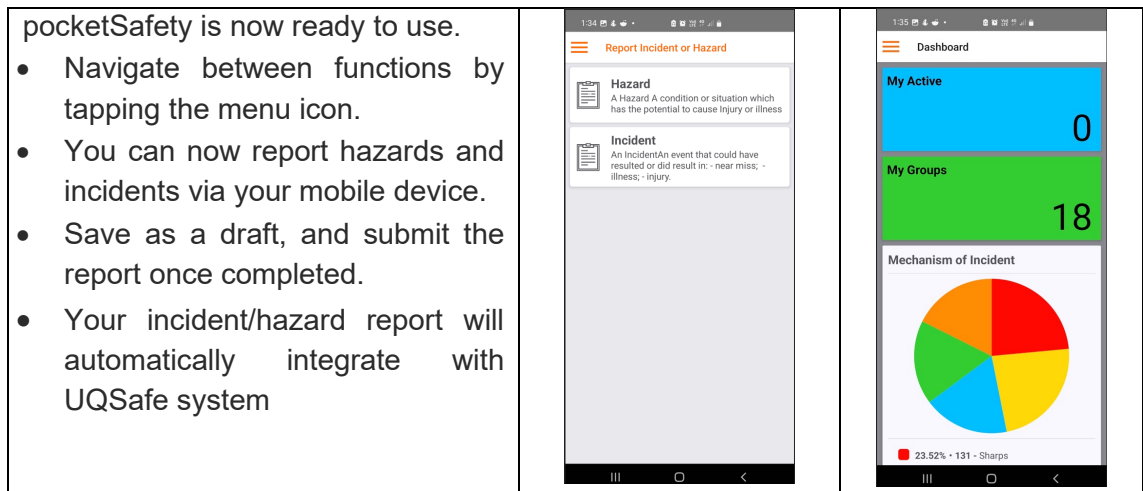 pocketSafety is now ready to use.
• Navigate between functions by
tapping the menu icon.
• You can now report hazards and
incidents via your mobile device.
• Save as a draft, and submit the
report once completed.
• Your incident/hazard report will
automatically integrate with
UQSafe system
1:34
Report Incident or Hazard
Hazard
A Hazard A condition or situation which
has the potential to cause Injury or illness
Incident
An IncidentAn event that could have
resulted or did result in: - near miss; -
illness; - injury.
1:35
Dashboard
My Active
0
My Groups
18
Mechanism of Incident
23.52% • 131 - Sharps